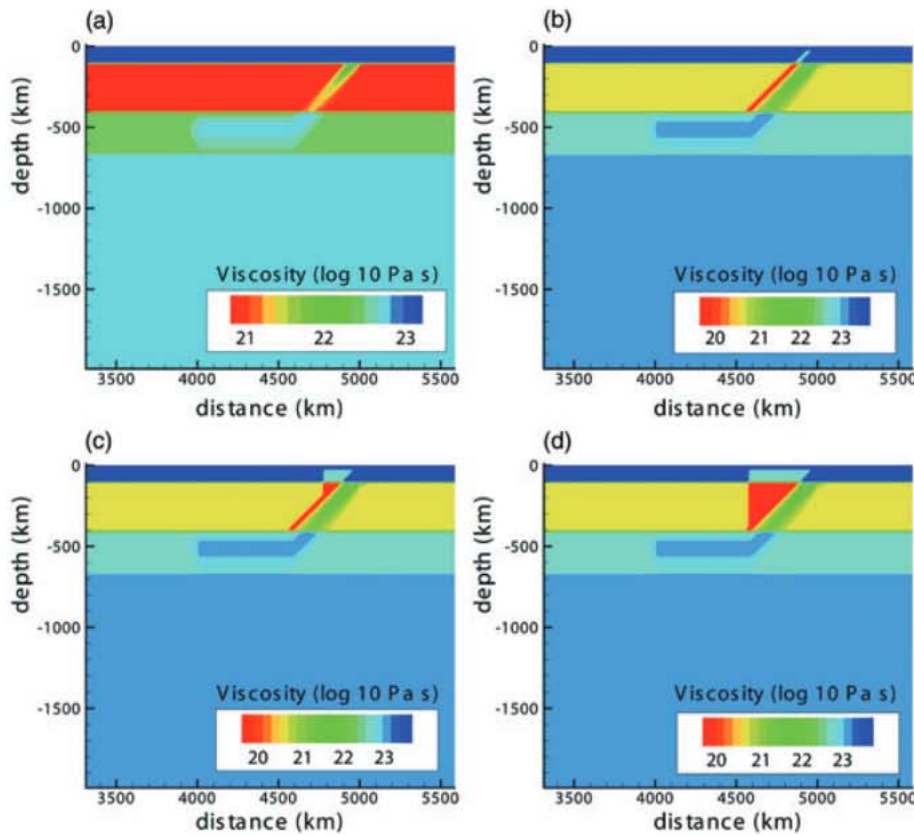 (a)
0
-500
-1000
-1500
depth (km)
Viscosity (log 10 Pa s)
21 22 23
3500 4000 4500 5000 5500
distance (km)
(b)
0
-500
-1000
-1500
depth (km)
Viscosity (log 10 Pa s)
20 21 22 23
3500 4000 4500 5000 5500
distance (km)
(c)
0
-500
-1000
-1500
depth (km)
Viscosity (log 10 Pa s)
20 21 22 23
3500 4000 4500 5000 5500
distance (km)
(d)
0
-500
-1000
-1500
depth (km)
Viscosity (log 10 Pa s)
20 21 22 23
3500 4000 4500 5000 5500
distance (km)